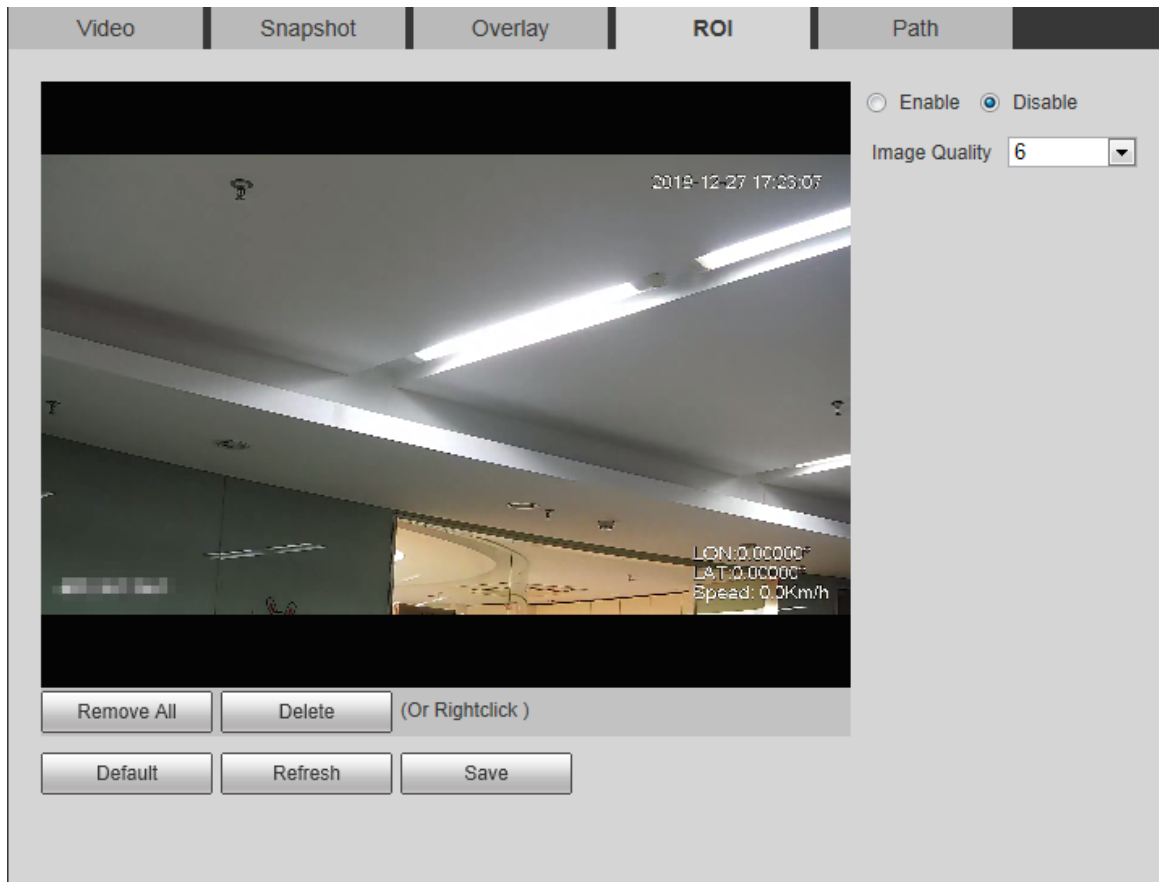 Video
Snapshot
Overlay
ROI
Path
Enable
Disable
Image Quality
6
2019-12-27 17:23:07
LON:0.00000°
LAT:0.00000°
Speed: 0.0Km/h
Remove All
Delete
(Or Rightclick )
Default
Refresh
Save